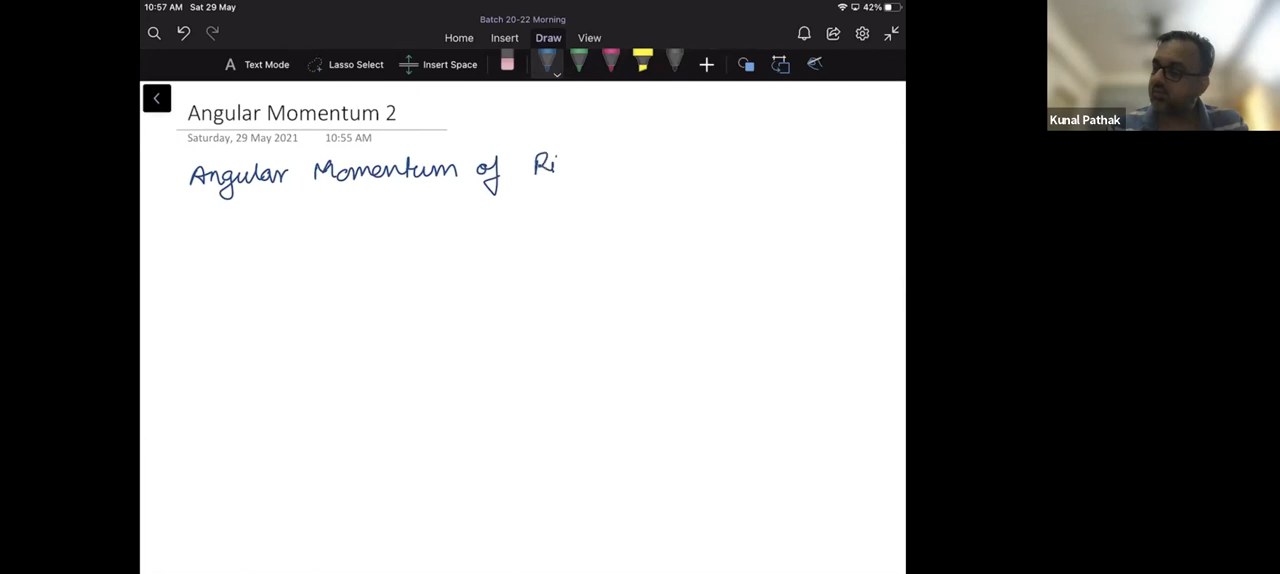 10:57 AM Sat 29 May 42%
Batch 20-22 Morning
Home Insert Draw View
Text Mode Lasso Select Insert Space
Angular Momentum 2
Saturday, 29 May 2021 10:55 AM
Angular Momentum of Ri
Kunal Pathak